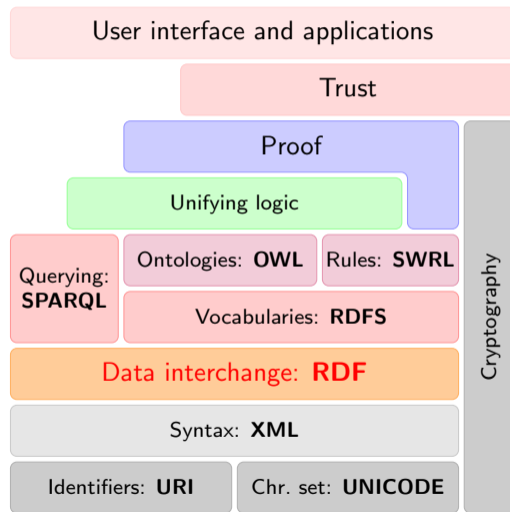 User interface and applications
Trust
Proof
Unifying logic
Querying:
SPARQL
Ontologies: OWL
Rules: SWRL
Vocabularies: RDFS
Cryptography
Data interchange: RDF
Syntax: XML
Identifiers: URI
Chr. set: UNICODE